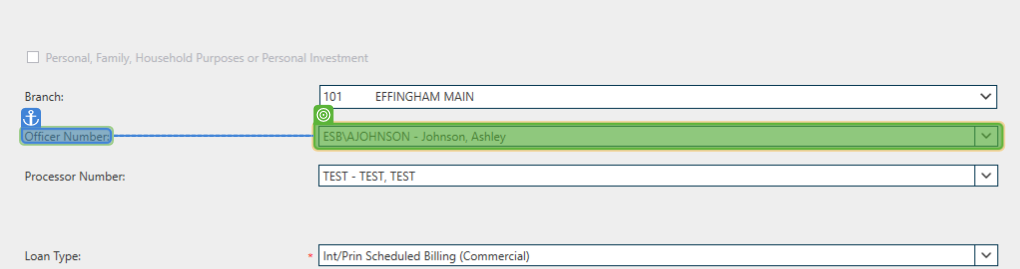 Personal, Family, Household Purposes or Personal Investment
Branch: 101 EFFINGHAM MAIN
Officer Number: ESB\AJOHNSON - Johnson, Ashley
Processor Number: TEST - TEST, TEST
Loan Type: * Int/Prin Scheduled Billing (Commercial)